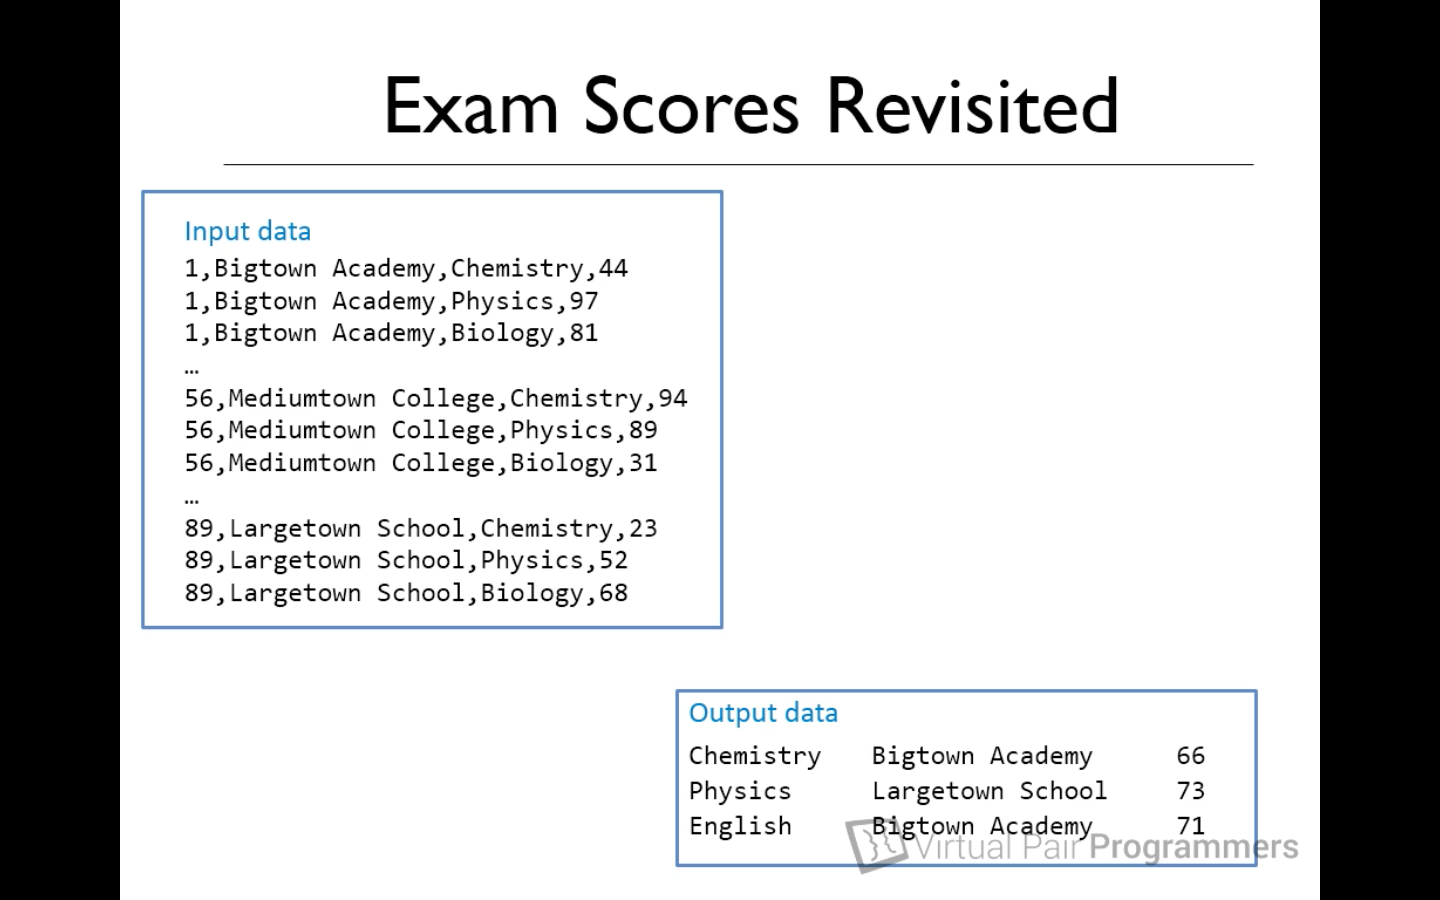 Exam Scores Revisited
Input data
1,Bigtown Academy,Chemistry,44
1,Bigtown Academy,Physics,97
1,Bigtown Academy,Biology,81
…
56,Mediumtown College,Chemistry,94
56,Mediumtown College,Physics,89
56,Mediumtown College,Biology,31
…
89,Largetown School,Chemistry,23
89,Largetown School,Physics,52
89,Largetown School,Biology,68
Output data
Chemistry Bigtown Academy 66
Physics Largetown School 73
English Bigtown Academy 71
Virtual Pair Programmers